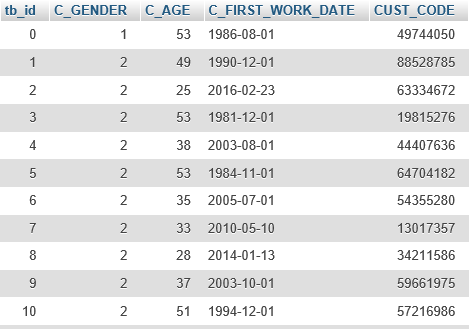 tb_id C_GENDER C_AGE C_FIRST_WORK_DATE CUST_CODE
0 1 53 1986-08-01 49744050
1 2 49 1990-12-01 88528785
2 2 25 2016-02-23 63334672
3 2 53 1981-12-01 19815276
4 2 38 2003-08-01 44407636
5 2 53 1984-11-01 64704182
6 2 35 2005-07-01 54355280
7 2 33 2010-05-10 13017357
8 2 28 2014-01-13 34211586
9 2 37 2003-10-01 59661975
10 2 51 1994-12-01 57216986